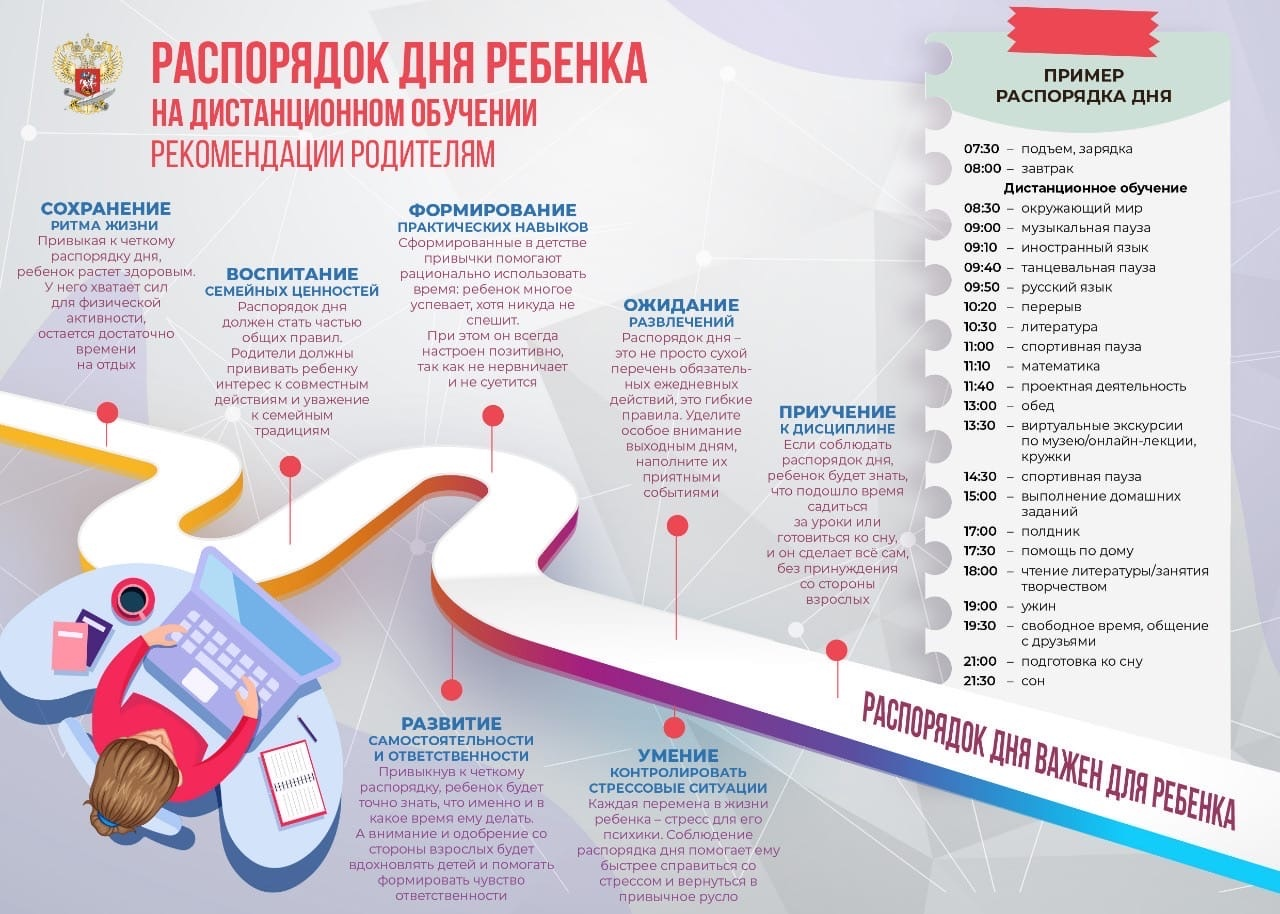 РАСПОРЯДОК ДНЯ РЕБЕНКА
НА ДИСТАНЦИОННОМ ОБУЧЕНИИ
РЕКОМЕНДАЦИИ РОДИТЕЛЯМ
СОХРАНЕНИЕ
РИТМА ЖИЗНИ
Привыкая к четкому
распорядку дня,
ребенок растет здоровым.
У него хватает сил
для физической
активности,
остается достаточно
времени
на отдых
ВОСПИТАНИЕ
СЕМЕЙНЫХ ЦЕННОСТЕЙ
Распорядок дня
должен стать частью
общих правил.
Родители должны
прививать ребенку
интерес к совместным
действиям и уважение
к семейным
традициям
ФОРМИРОВАНИЕ
ПРАКТИЧЕСКИХ НАВЫКОВ
Сформированные в детстве
привычки помогают
рационально использовать
время: ребенок многое
успевает, хотя никуда не
спешит.
При этом он всегда
настроен позитивно,
так как не нервничает
и не суетится
ОЖИДАНИЕ
РАЗВЛЕЧЕНИЙ
Распорядок дня –
это не просто сухой
перечень обязатель-
ных ежедневных
действий, это гибкие
правила. Уделите
особое внимание
выходным дням,
наполните их
приятными
событиями
ПРИУЧЕНИЕ
К ДИСЦИПЛИНЕ
Если соблюдать
распорядок дня,
ребенок будет знать,
что подошло время
садиться
за уроки или
готовиться ко сну,
и он сделает всё сам,
без принуждения
со стороны
взрослых
РАЗВИТИЕ
САМОСТОЯТЕЛЬНОСТИ
И ОТВЕТСТВЕННОСТИ
Привыкнув к четкому
распорядку, ребенок будет
точно знать, что именно и в
какое время ему делать.
А внимание и одобрение со
стороны взрослых будет
вдохновлять детей и помогать
формировать чувство
ответственности
УМЕНИЕ
КОНТРОЛИРОВАТЬ
СТРЕССОВЫЕ СИТУАЦИИ
Каждая перемена в жизни
ребенка – стресс для его
психики. Соблюдение
распорядка дня помогает ему
быстрее справиться со
стрессом и вернуться в
привычное русло
РАСПОРЯДОК ДНЯ ВАЖЕН ДЛЯ РЕБЕНКА
ПРИМЕР
РАСПОРЯДКА ДНЯ
07:30 – подъем, зарядка
08:00 – завтрак
Дистанционное обучение
08:30 – окружающий мир
09:00 – музыкальная пауза
09:10 – иностранный язык
09:40 – танцевальная пауза
09:50 – русский язык
10:20 – перерыв
10:30 – литература
11:00 – спортивная пауза
11:10 – математика
11:40 – проектная деятельность
13:00 – обед
13:30 – виртуальные экскурсии
по музею/онлайн-лекции,
кружки
14:30 – спортивная пауза
15:00 – выполнение домашних
заданий
17:00 – полдник
17:30 – помощь по дому
18:00 – чтение литературы/занятия
творчеством
19:00 – ужин
19:30 – свободное время, общение
с друзьями
21:00 – подготовка ко сну
21:30 – сон